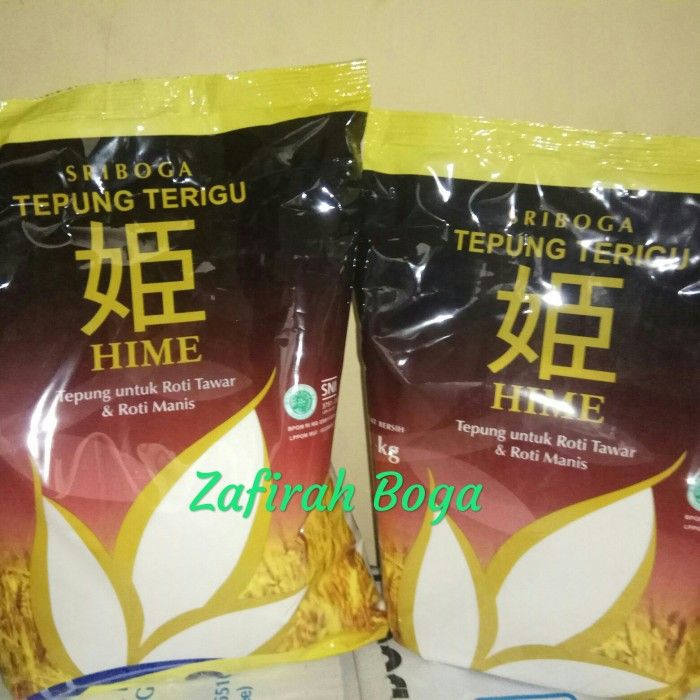 SRIBOGA
TEPUNG TERIGU
姫
HIME
Tepung untuk Roti Tawar
& Roti Manis
SNI
SRIBOGA
TEPUNG TERIGU
姫
HIME
Tepung untuk Roti Tawar
& Roti Manis
BERSIH
kg
Zafirah Boga